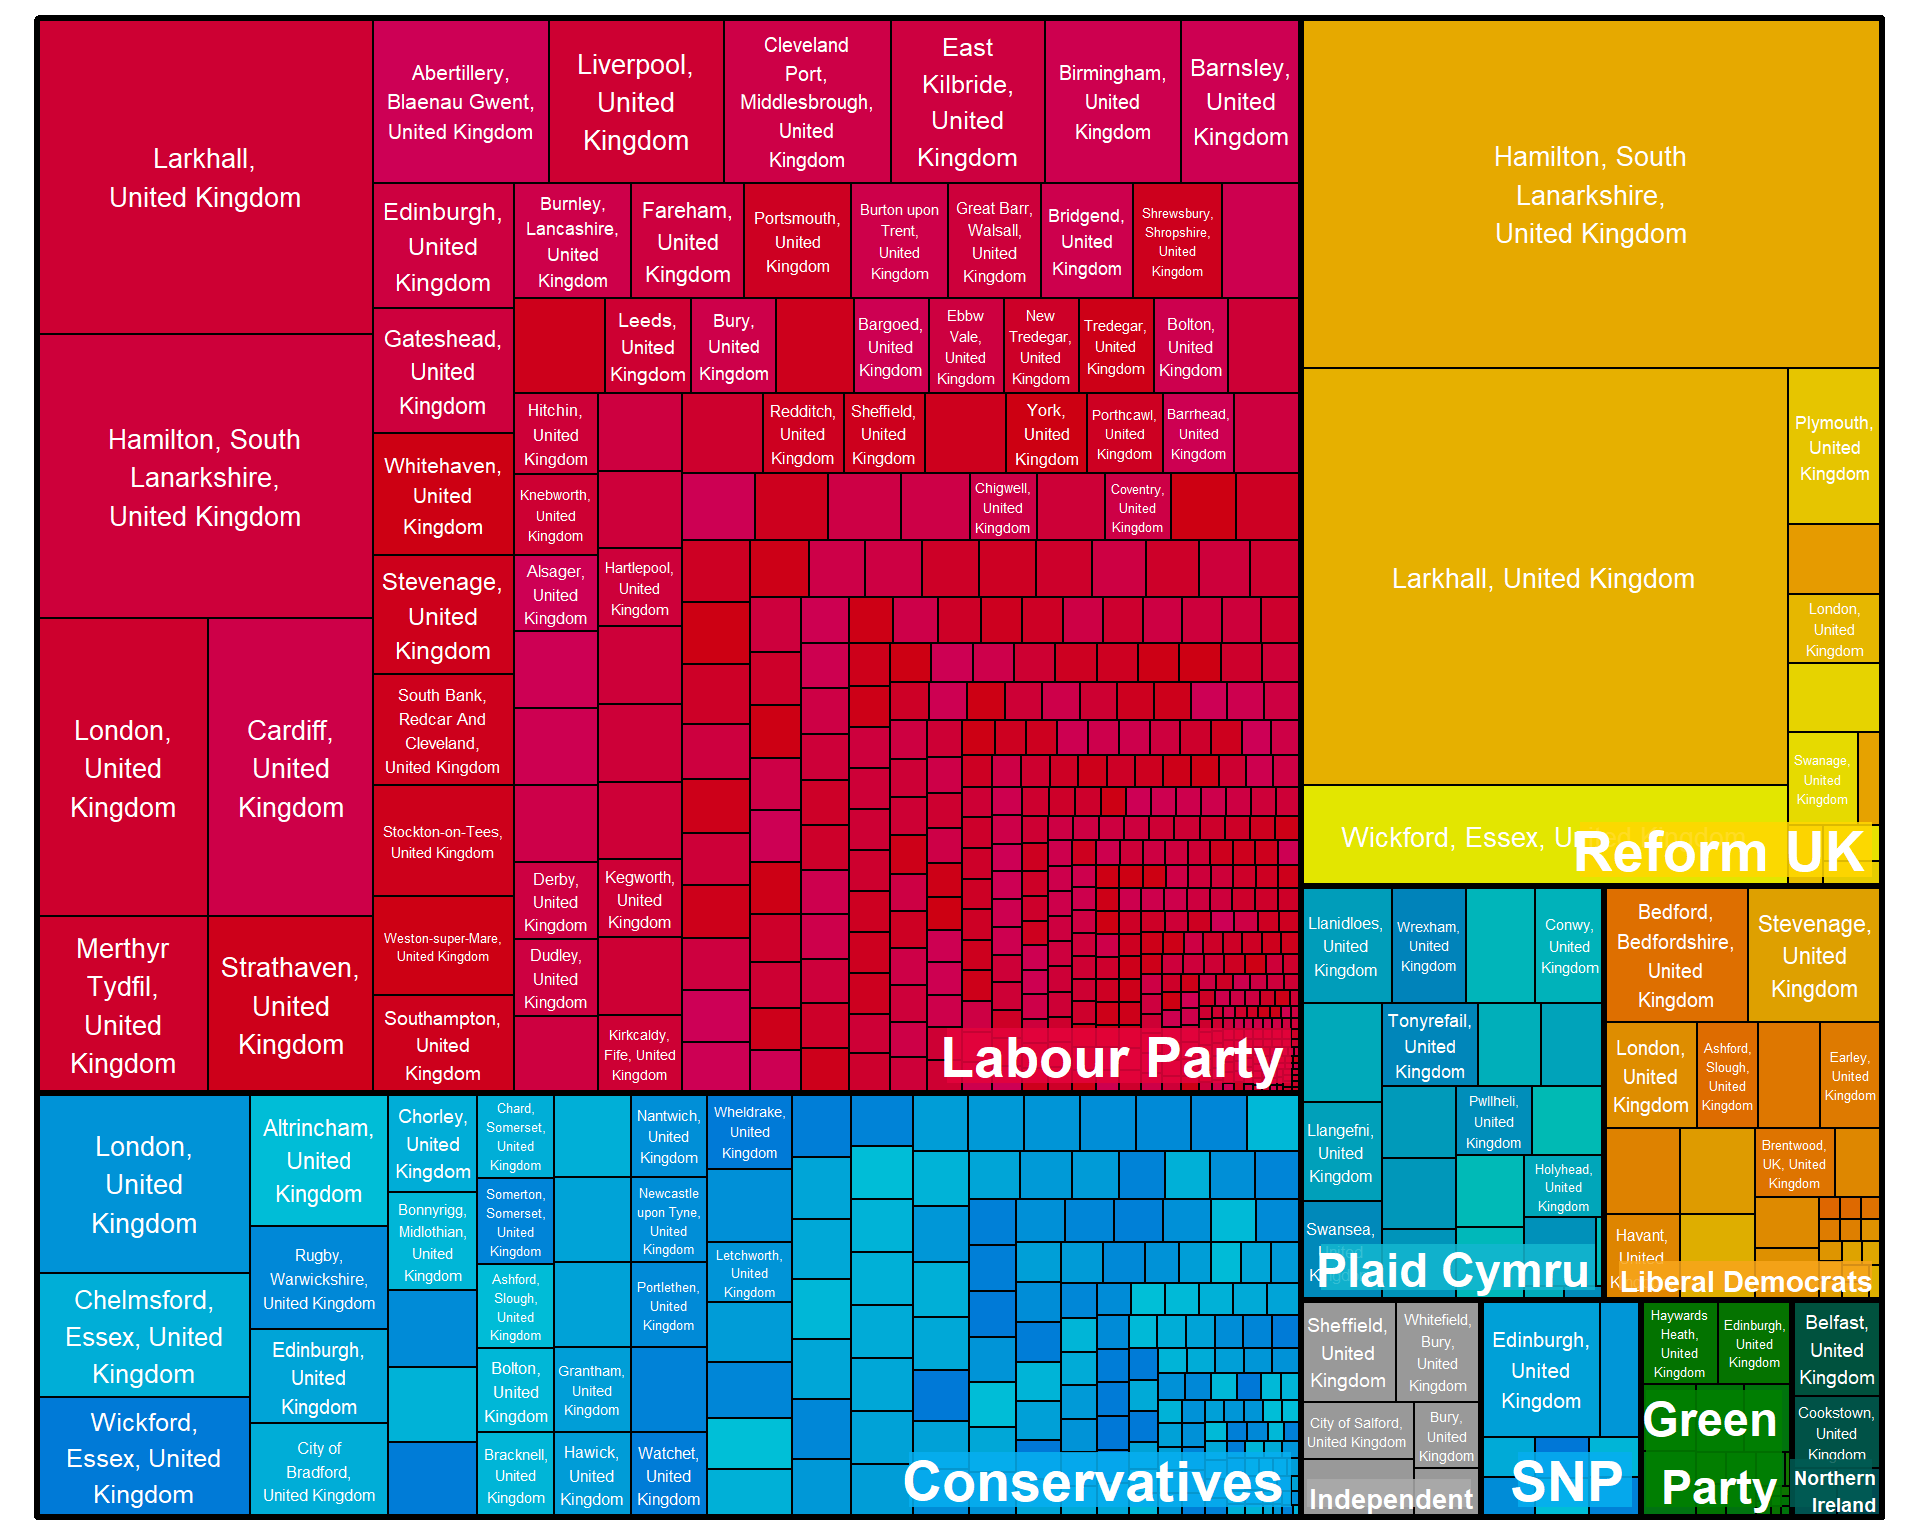 Larkhall,
United Kingdom
Hamilton, South
Lanarkshire,
United Kingdom
London,
United
Kingdom
Cardiff,
United
Kingdom
Merthyr
Tydfil,
United
Kingdom
Strathaven,
United
Kingdom
Abertillery,
Blaenau Gwent,
United Kingdom
Liverpool,
United
Kingdom
Cleveland
Port,
Middlesbrough,
United
Kingdom
East
Kilbride,
United
Kingdom
Birmingham,
United
Kingdom
Barnsley,
United
Kingdom
Edinburgh,
United
Kingdom
Gateshead,
United
Kingdom
Whitehaven,
United
Kingdom
Stevenage,
United
Kingdom
South Bank,
Redcar And
Cleveland,
United Kingdom
Stockton-on-Tees,
United Kingdom
Weston-super-Mare,
United Kingdom
Southampton,
United
Kingdom
Burnley,
Lancashire,
United
Kingdom
Fareham,
United
Kingdom
Portsmouth,
United
Kingdom
Burton upon
Trent,
United
Kingdom
Great Barr,
Walsall,
United
Kingdom
Bridgend,
United
Kingdom
Shrewsbury,
Shropshire,
United
Kingdom
Leeds,
United
Kingdom
Bury,
United
Kingdom
Bargoed,
United
Kingdom
Ebbw
Vale,
United
Kingdom
New
Tredegar,
United
Kingdom
Tredegar,
United
Kingdom
Bolton,
United
Kingdom
Hitchin,
United
Kingdom
Knebworth,
United
Kingdom
Alsager,
United
Kingdom
Derby,
United
Kingdom
Dudley,
United
Kingdom
Hartlepool,
United
Kingdom
Kegworth,
United
Kingdom
Kirkcaldy,
Fife, United
Kingdom
Redditch,
United
Kingdom
Sheffield,
United
Kingdom
York,
United
Kingdom
Porthcawl,
United
Kingdom
Barrhead,
United
Kingdom
Chigwell,
United
Kingdom
Coventry,
United
Kingdom
Labour Party
Hamilton, South
Lanarkshire,
United Kingdom
Larkhall, United Kingdom
Wickford, Essex, United Kingdom
Plymouth,
United
Kingdom
London,
United
Kingdom
Swanage,
United
Kingdom
Reform UK
London,
United
Kingdom
Chelmsford,
Essex, United
Kingdom
Wickford,
Essex, United
Kingdom
Altrincham,
United
Kingdom
Rugby,
Warwickshire,
United Kingdom
Edinburgh,
United
Kingdom
City of
Bradford,
United Kingdom
Chorley,
United
Kingdom
Bonnyrigg,
Midlothian,
United
Kingdom
Chard,
Somerset,
United
Kingdom
Somerton,
Somerset,
United
Kingdom
Ashford,
Slough,
United
Kingdom
Bolton,
United
Kingdom
Bracknell,
United
Kingdom
Grantham,
United
Kingdom
Hawick,
United
Kingdom
Nantwich,
United
Kingdom
Newcastle
upon Tyne,
United
Kingdom
Portlethen,
United
Kingdom
Watchet,
United
Kingdom
Wheldrake,
United
Kingdom
Letchworth,
United
Kingdom
Conservatives
Llanidloes,
United
Kingdom
Wrexham,
United
Kingdom
Conwy,
United
Kingdom
Tonyrefail,
United
Kingdom
Llangefni,
United
Kingdom
Pwllheli,
United
Kingdom
Holyhead,
United
Kingdom
Swansea,
United
Kingdom
Plaid Cymru
Bedford,
Bedfordshire,
United
Kingdom
Stevenage,
United
Kingdom
London,
United
Kingdom
Ashford,
Slough,
United
Kingdom
Earley,
United
Kingdom
Brentwood,
UK, United
Kingdom
Havant,
United
Kingdom
Liberal Democrats
Sheffield,
United
Kingdom
Whitefield,
Bury,
United
Kingdom
City of Salford,
United Kingdom
Bury,
United
Kingdom
Independent
Edinburgh,
United
Kingdom
SNP
Haywards
Heath,
United
Kingdom
Edinburgh,
United
Kingdom
Green
Party
Belfast,
United
Kingdom
Cookstown,
United
Kingdom
Northern
Ireland